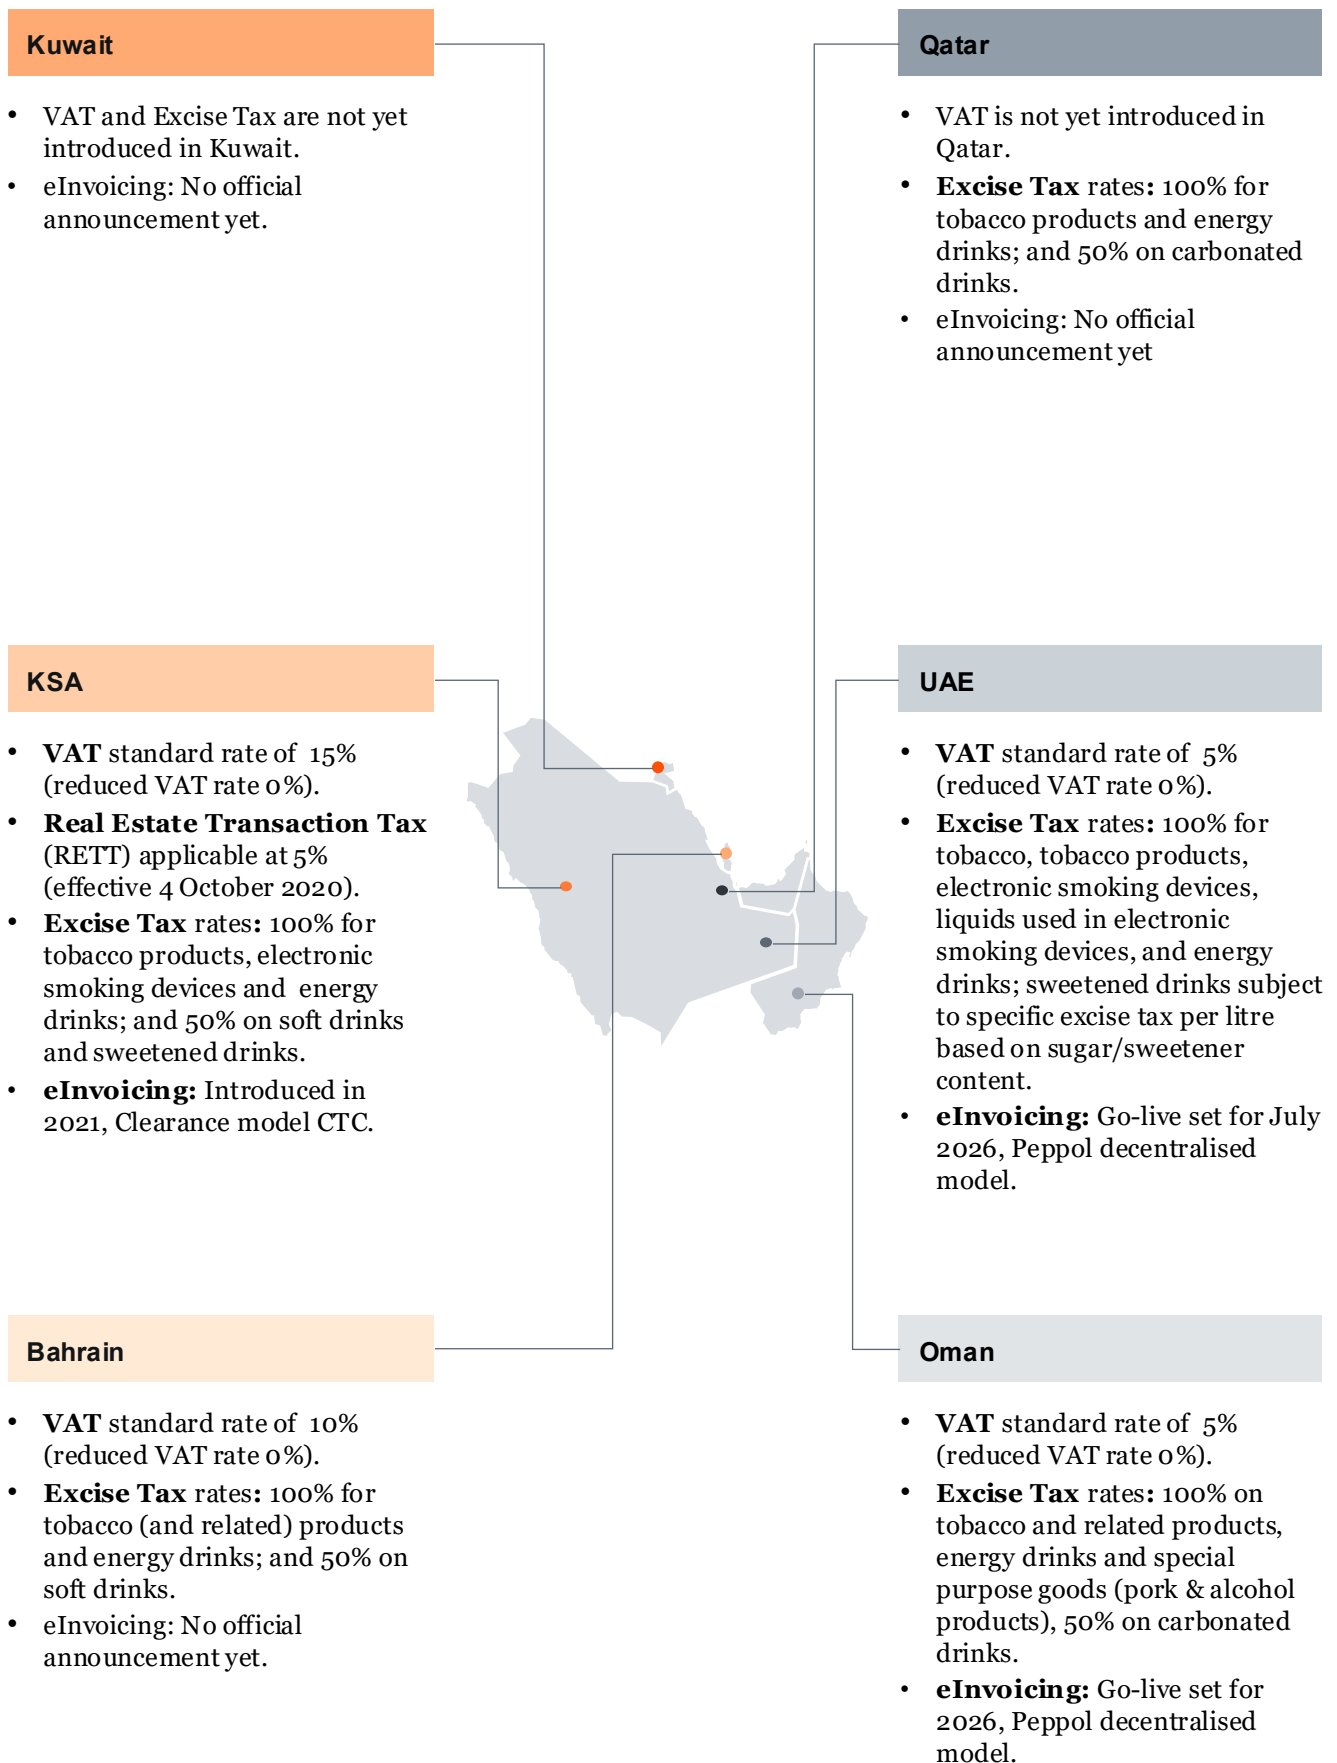 Kuwait
• VAT and Excise Tax are not yet
introduced in Kuwait.
• eInvoicing: No official
announcement yet.
Qatar
• VAT is not yet introduced in
Qatar.
• Excise Tax rates: 100% for
tobacco products and energy
drinks; and 50% on carbonated
drinks.
• eInvoicing: No official
announcement yet
KSA
• VAT standard rate of 15%
(reduced VAT rate 0%).
• Real Estate Transaction Tax
(RETT) applicable at 5%
(effective 4 October 2020).
• Excise Tax rates: 100% for
tobacco products, electronic
smoking devices and energy
drinks; and 50% on soft drinks
and sweetened drinks.
• eInvoicing: Introduced in
2021, Clearance model CTC.
UAE
• VAT standard rate of 5%
(reduced VAT rate 0%).
• Excise Tax rates: 100% for
tobacco, tobacco products,
electronic smoking devices,
liquids used in electronic
smoking devices, and energy
drinks; sweetened drinks subject
to specific excise tax per litre
based on sugar/sweetener
content.
• eInvoicing: Go-live set for July
2026, Peppol decentralised
model.
Bahrain
• VAT standard rate of 10%
(reduced VAT rate 0%).
• Excise Tax rates: 100% for
tobacco (and related) products
and energy drinks; and 50% on
soft drinks.
• eInvoicing: No official
announcement yet.
Oman
• VAT standard rate of 5%
(reduced VAT rate 0%).
• Excise Tax rates: 100% on
tobacco and related products,
energy drinks and special
purpose goods (pork & alcohol
products), 50% on carbonated
drinks.
• eInvoicing: Go-live set for
2026, Peppol decentralised
model.